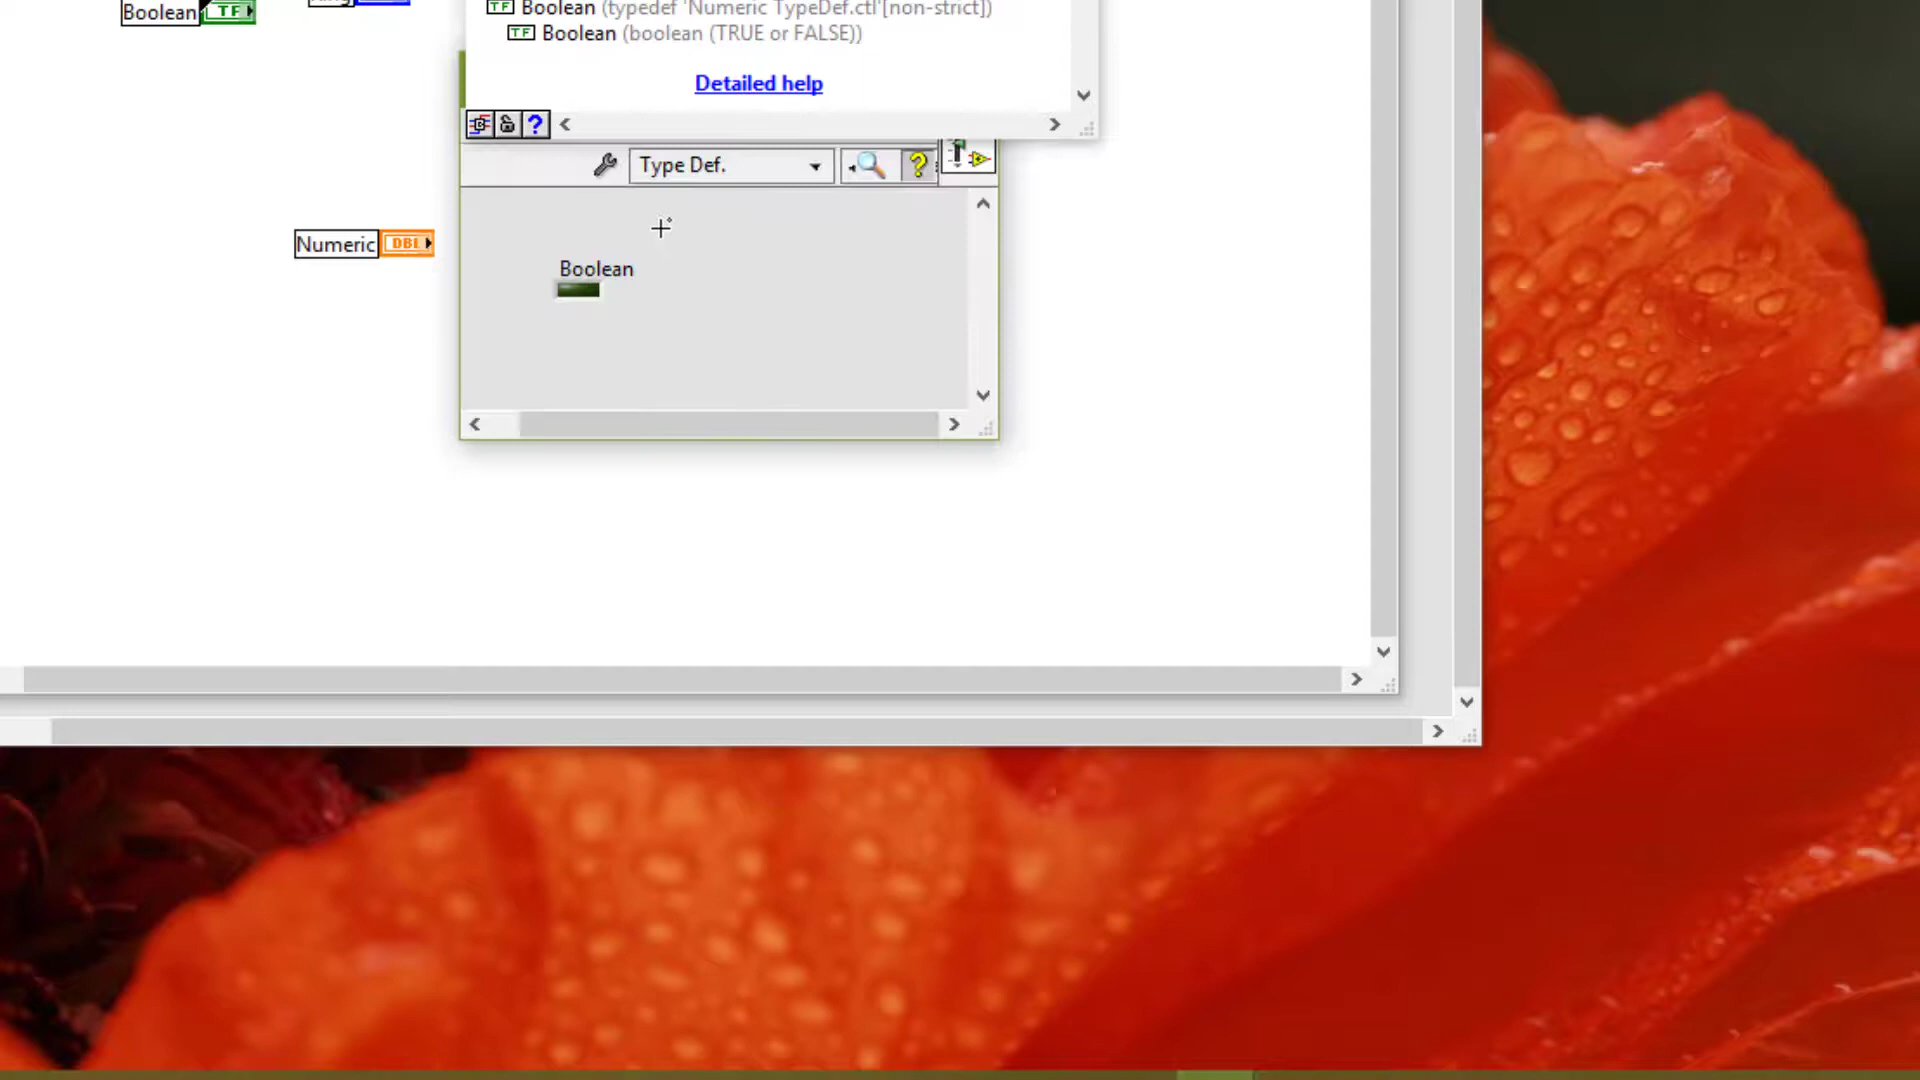 Boolean TF
Boolean (typedef 'Numeric TypeDef.ctl'[non-strict])
TF Boolean (boolean (TRUE or FALSE))
Detailed help
?
Type Def.
?
Numeric DBL
Boolean